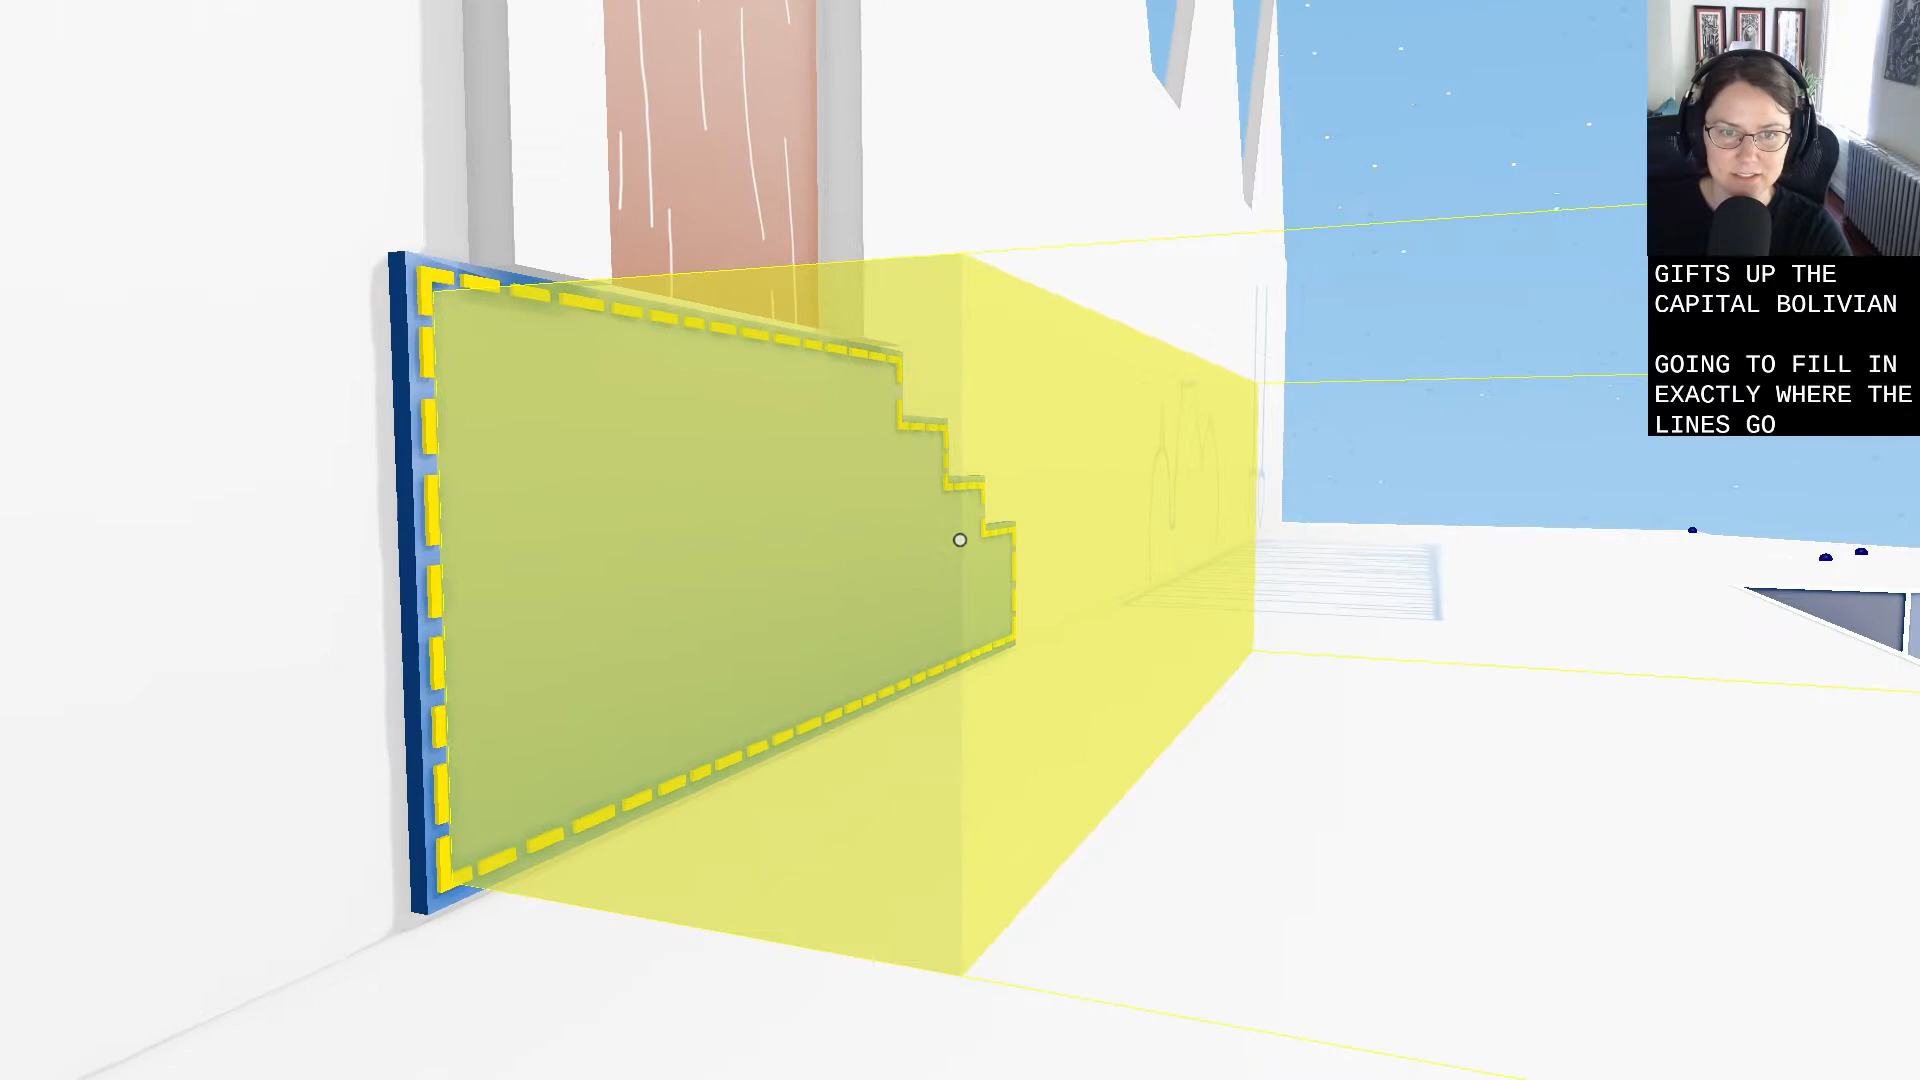 GIFTS UP THE
CAPITAL BOLIVIAN
GOING TO FILL IN
EXACTLY WHERE THE
LINES GO